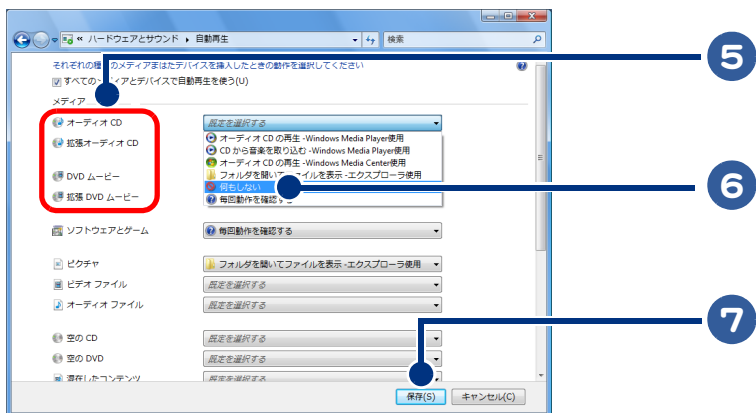 « ハードウェアとサウンド ▸ 自動再生
検索
それぞれの種 のメディアまはたデバイスを挿入したときの動作を選択してください
すべての ィアとデバイスで自動再生を使う(U)
メディア
オーディオ CD
既定を選択する
拡張オーディオ CD
オーディオ CD の再生 -Windows Media Player使用
CD から音楽を取り込む -Windows Media Player使用
オーディオ CD の再生 -Windows Media Center使用
DVD ムービー
フォルダを開いて イルを表示 -エクスプローラ使用
何もしない
拡張 DVD ムービー
毎回動作を確認する
ソフトウェアとゲーム
毎回動作を確認する
ピクチャ
フォルダを開いてファイルを表示 -エクスプローラ使用
ビデオ ファイル
既定を選択する
オーディオ ファイル
既定を選択する
空の CD
既定を選択する
空の DVD
既定を選択する
混在したコンテンツ
既定を選択する
保存(S)
キャンセル(C)
5
6
7